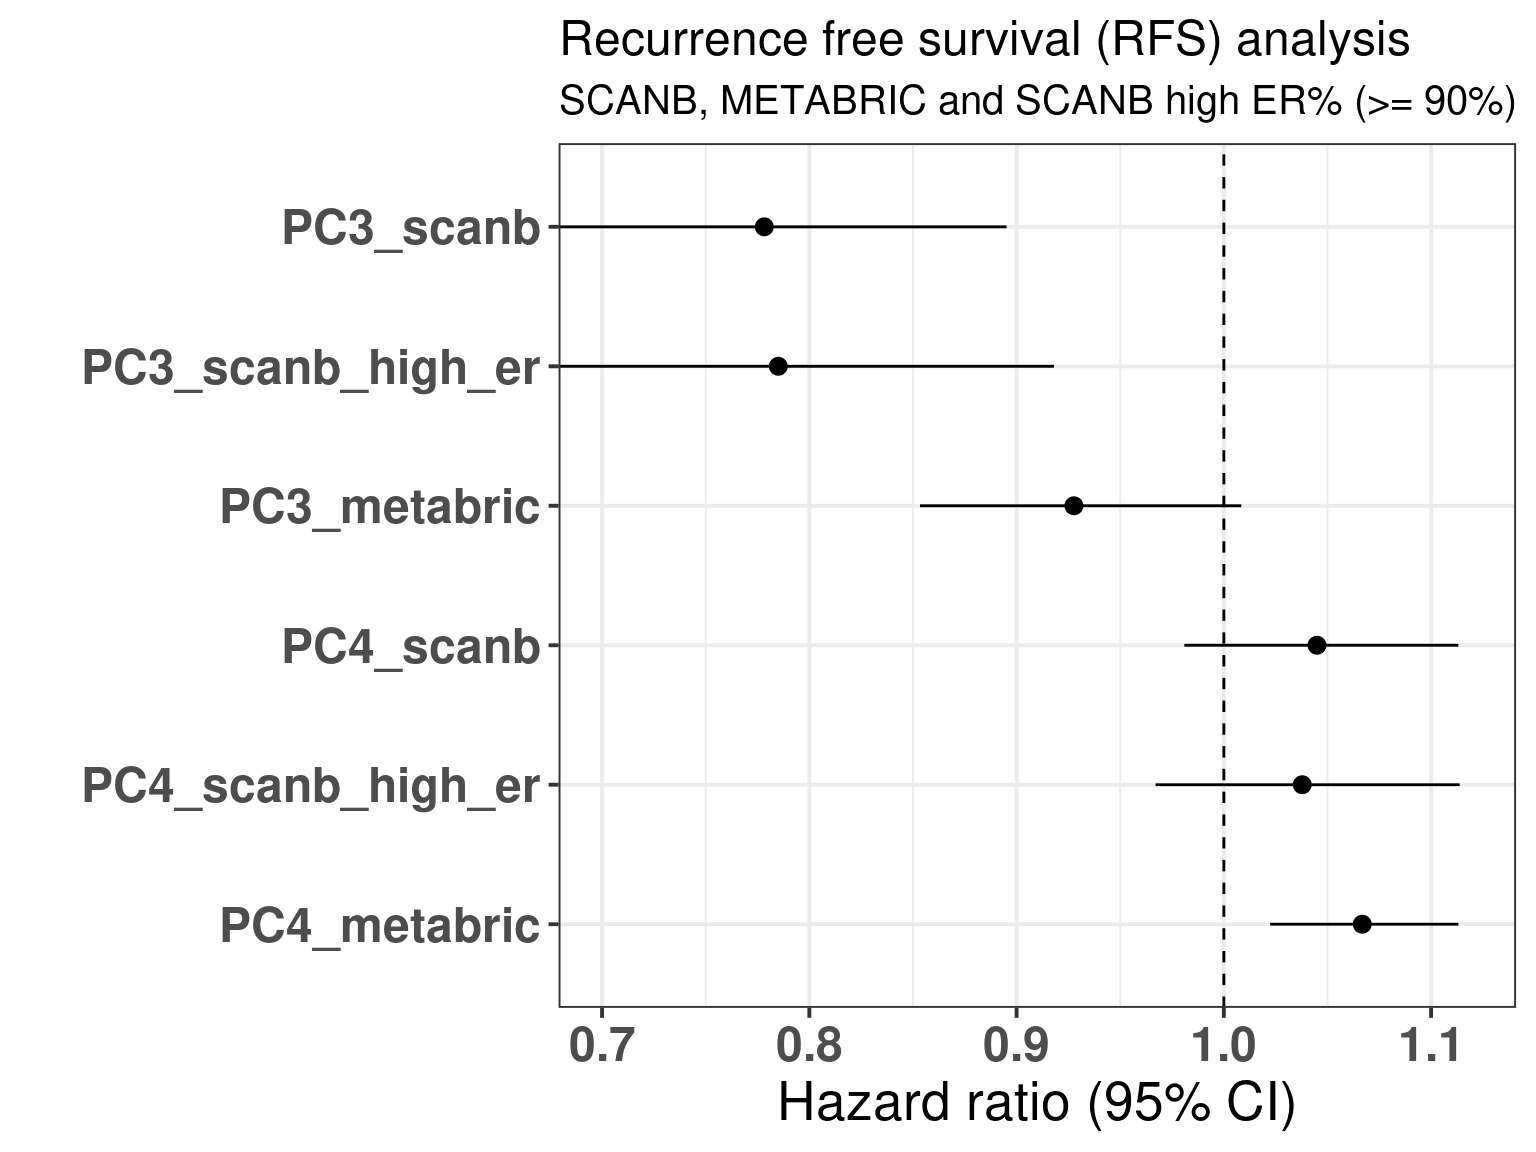 Recurrence free survival (RFS) analysis
SCANB, METABRIC and SCANB high ER% (>= 90%)
PC3_scanb
PC3_scanb_high_er
PC3_metabric
PC4_scanb
PC4_scanb_high_er
PC4_metabric
0.7 0.8 0.9 1.0 1.1
Hazard ratio (95% CI)